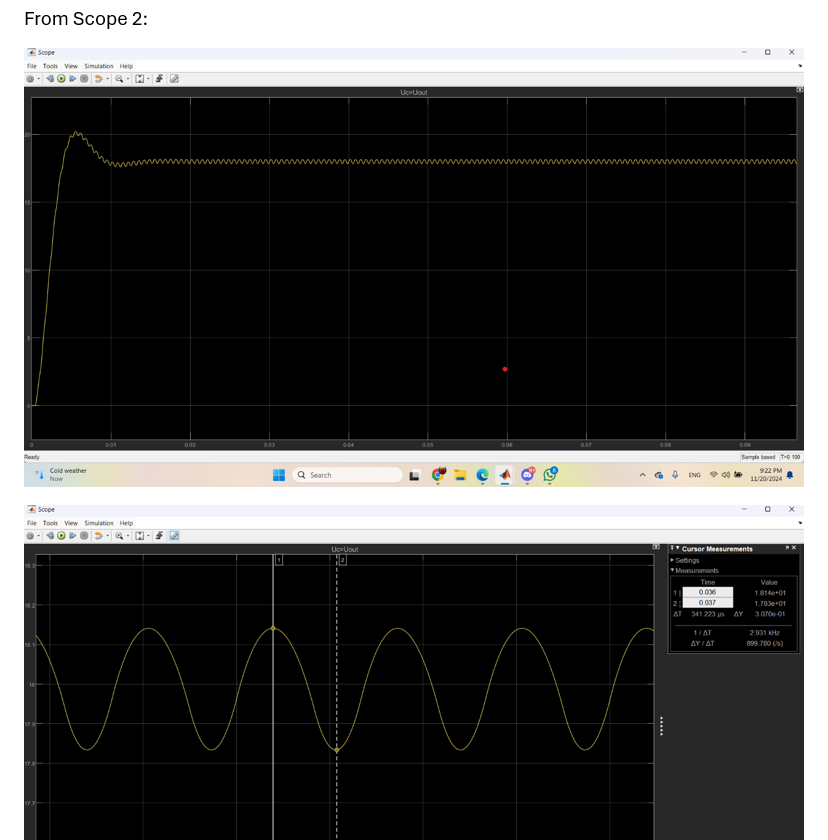 From Scope 2:
Scope
File Tools View Simulation Help
Uc=Uout
20
15
10
5
0
0 0.01 0.02 0.03 0.04 0.05 0.06 0.07 0.08 0.09
Ready Sample based T=0.100
Cold weather
Now
Search
ENG
9:22 PM
11/20/2024
Scope
File Tools View Simulation Help
Uc=Uout
1 2
18.3
18.2
18.1
18
17.9
17.8
17.7
Cursor Measurements
Settings
Measurements
Time Value
1 0.036 1.814e+01
2 0.037 1.783e+01
ΔT 341.223 µs ΔY 3.070e-01
1 / ΔT 2.931 kHz
ΔY / ΔT 899.780 (/s)